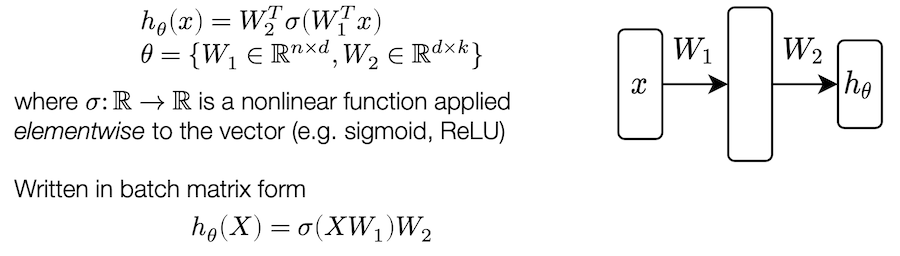 h_θ(x) = W_2^T σ(W_1^T x)
θ = {W_1 ∈ ℝ^{n×d}, W_2 ∈ ℝ^{d×k}}
where σ: ℝ → ℝ is a nonlinear function applied
elementwise to the vector (e.g. sigmoid, ReLU)
Written in batch matrix form
h_θ(X) = σ(XW_1)W_2
x
W_1
W_2
h_θ